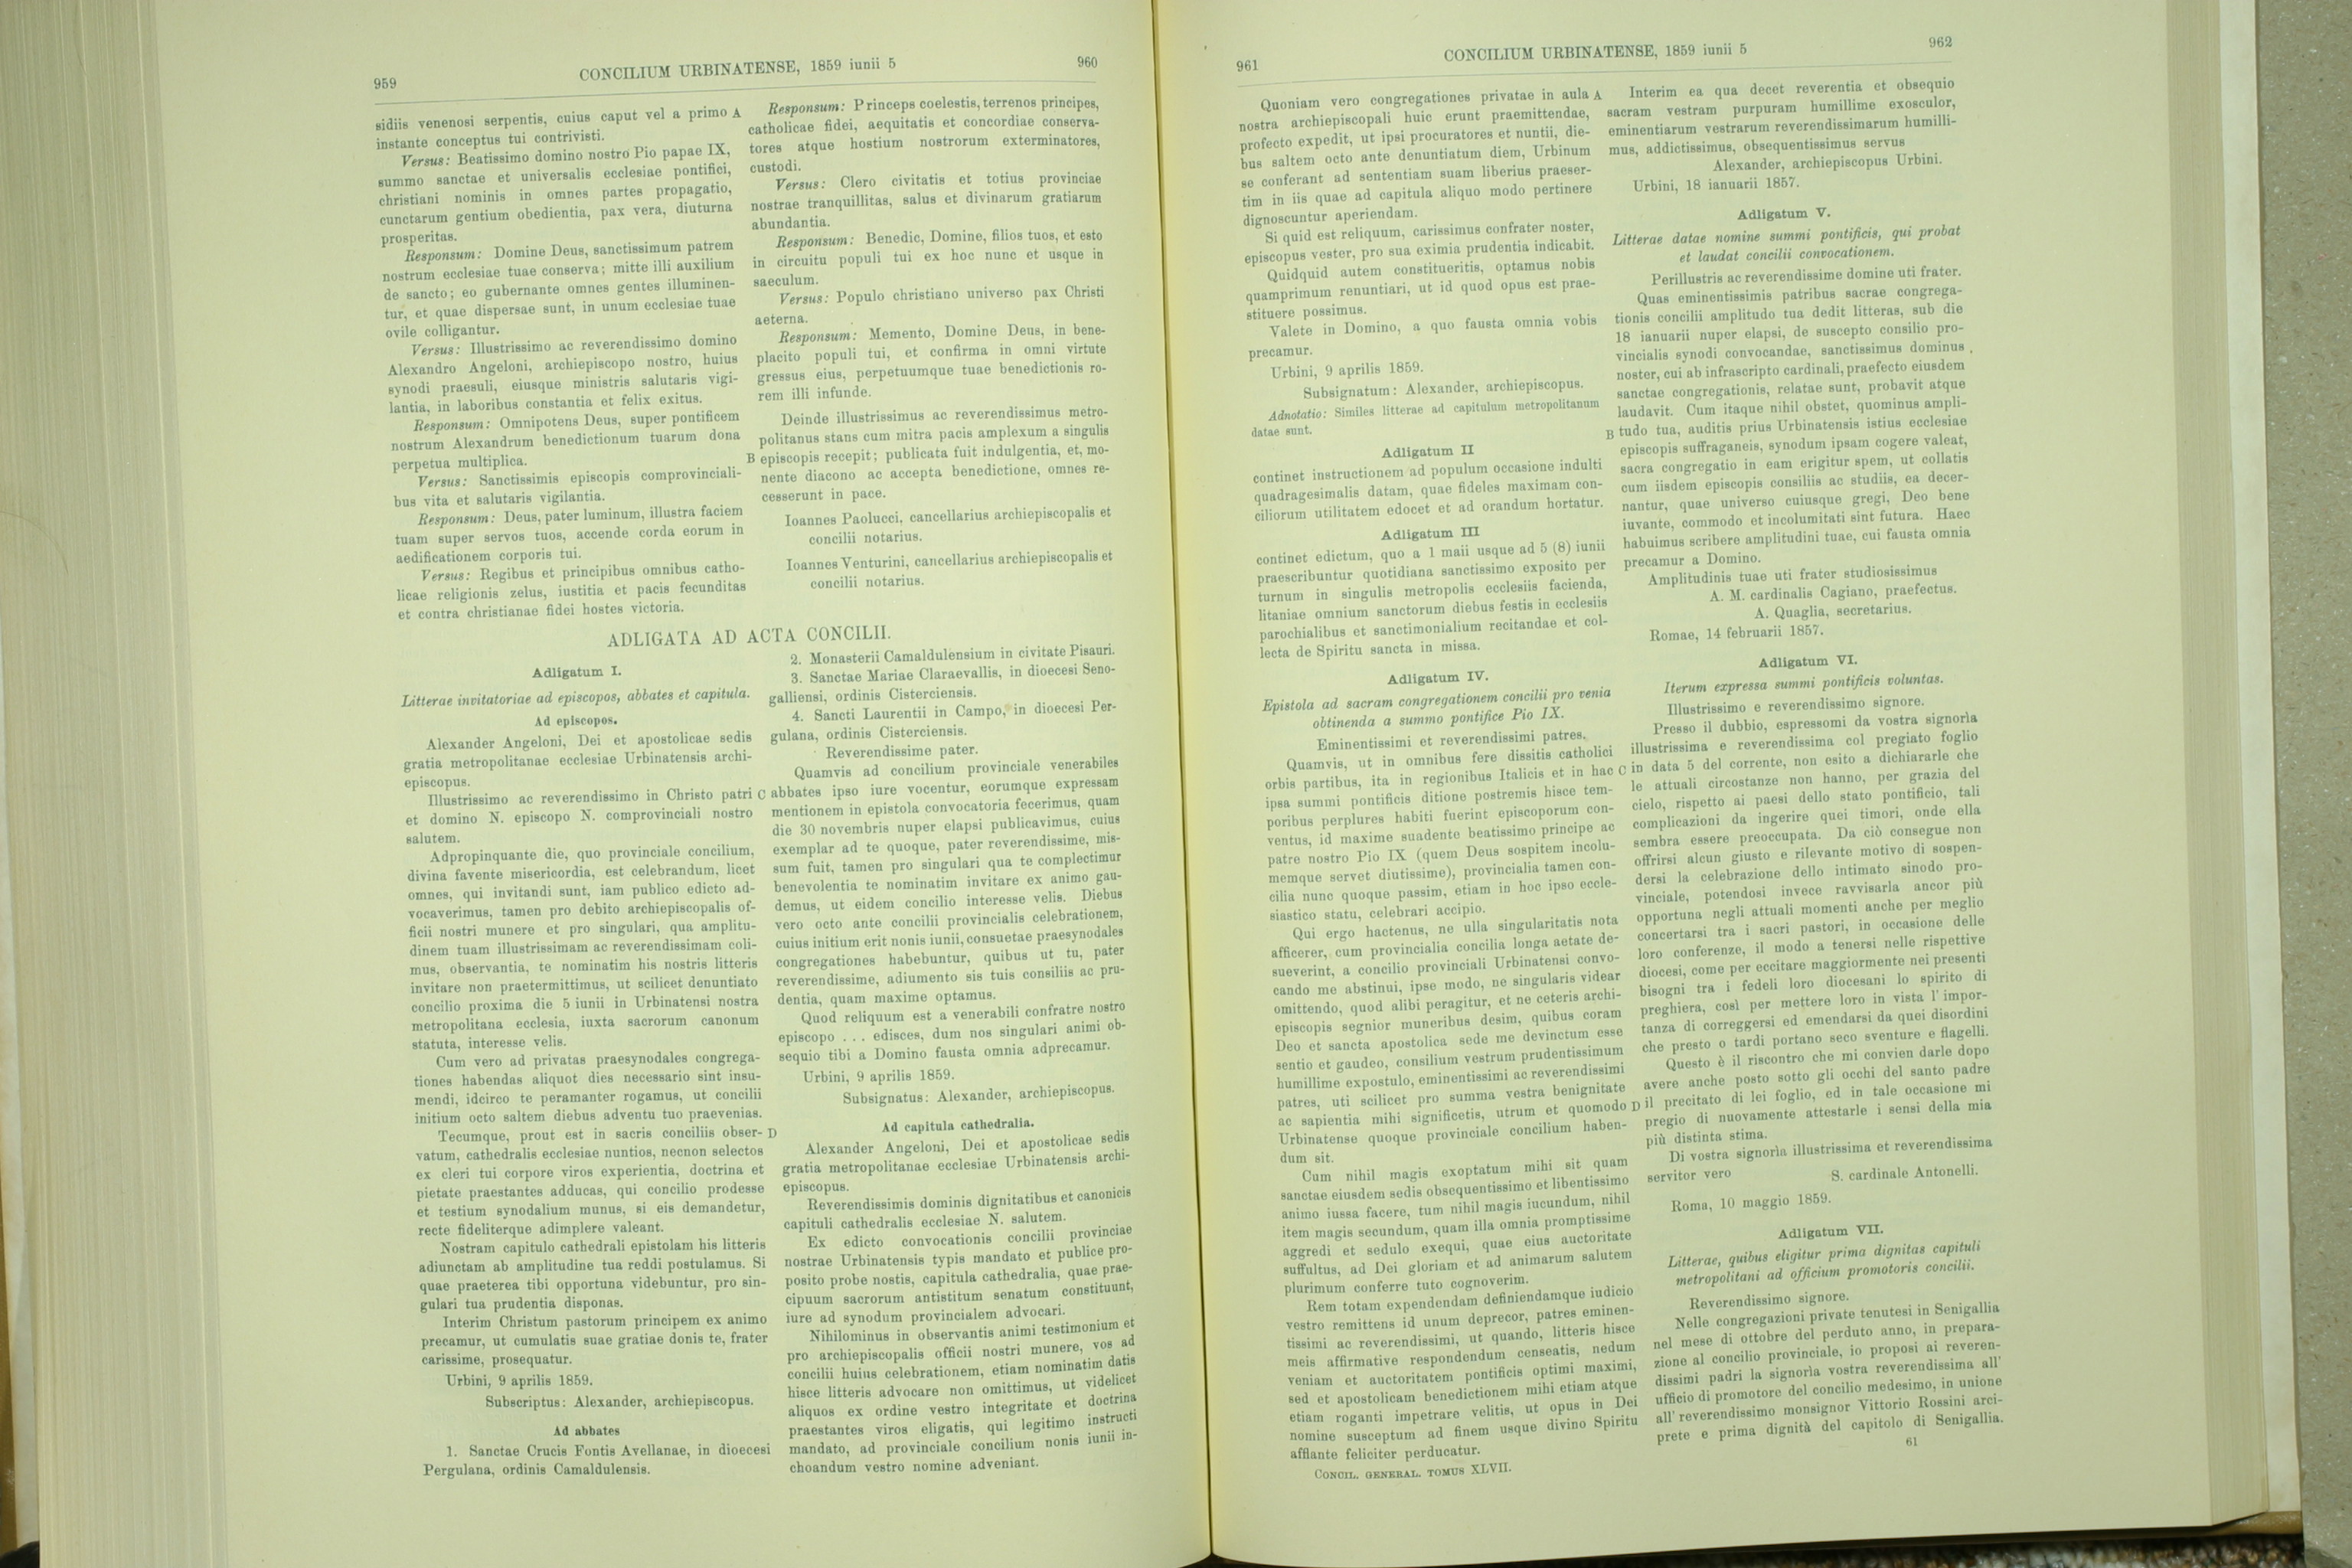 959
CONCILIUM URBINATENSE, 1859 iunii 5
960
sidiis venenosi serpentis, cuius caput vel a primo A
instante conceptus tui contrivisti.
Versus: Beatissimo domino nostro Pio papae IX,
summo sanctae et universalis ecclesiae pontifici,
christiani nominis in omnes partes propagatio,
cunctarum gentium obedientia, pax vera, diuturna
prosperitas.
Responsum: Domine Deus, sanctissimum patrem
nostrum ecclesiae tuae conserva; mitte illi auxilium
de sancto; eo gubernante omnes gentes illuminen-
tur, et quae dispersae sunt, in unum ecclesiae tuae
ovile colligantur.
Versus: Illustrissimo ac reverendissimo domino
Alexandro Angeloni, archiepiscopo nostro, huius
synodi praesuli, eiusque ministris salutaris vigi-
lantia, in laboribus constantia et felix exitus.
Responsum: Omnipotens Deus, super pontificem
nostrum Alexandrum benedictionum tuarum dona
perpetua multiplica.
Versus: Sanctissimis episcopis comprovinciali-
bus vita et salutaris vigilantia.
Responsum: Deus, pater luminum, illustra faciem
tuam super servos tuos, accende corda eorum in
aedificationem corporis tui.
Versus: Regibus et principibus omnibus catho-
licae religionis zelus, iustitia et pacis fecunditas
et contra christianae fidei hostes victoria.
Responsum: Princeps coelestis, terrenos principes,
catholicae fidei, aequitatis et concordiae conserva-
tores atque hostium nostrorum exterminatores,
custodi.
Versus: Clero civitatis et totius provinciae
nostrae tranquillitas, salus et divinarum gratiarum
abundantia.
Responsum: Benedic, Domine, filios tuos, et esto
in circuitu populi tui ex hoc nunc et usque in
saeculum.
Versus: Populo christiano universo pax Christi
aeterna.
Responsum: Memento, Domine Deus, in bene-
placito populi tui, et confirma in omni virtute
gressus eius, perpetuumque tuae benedictionis ro-
rem illi infunde.
Deinde illustrissimus ac reverendissimus metro-
politanus stans cum mitra pacis amplexum a singulis
B episcopis recepit; publicata fuit indulgentia, et, mo-
nente diacono ac accepta benedictione, omnes re-
cesserunt in pace.
Ioannes Paolucci, cancellarius archiepiscopalis et
concilii notarius.
Ioannes Venturini, cancellarius archiepiscopalis et
concilii notarius.
ADLIGATA AD ACTA CONCILII.
Adligatum I.
Litterae invitatoriae ad episcopos, abbates et capitula.
Ad episcopos.
Alexander Angeloni, Dei et apostolicae sedis
gratia metropolitanae ecclesiae Urbinatensis archi-
episcopus.
Illustrissimo ac reverendissimo in Christo patri C
et domino N. episcopo N. comprovinciali nostro
salutem.
Adpropinquante die, quo provinciale concilium,
divina favente misericordia, est celebrandum, licet
omnes, qui invitandi sunt, iam publico edicto ad-
vocaverimus, tamen pro debito archiepiscopalis of-
ficii nostri munere et pro singulari, qua amplitu-
dinem tuam illustrissimam ac reverendissimam coli-
mus, observantia, te nominatim his nostris litteris
invitare non praetermittimus, ut scilicet denuntiato
concilio proxima die 5 iunii in Urbinatensi nostra
metropolitana ecclesia, iuxta sacrorum canonum
statuta, interesse velis.
Cum vero ad privatas praesynodales congrega-
tiones habendas aliquot dies necessario sint insu-
mendi, idcirco te peramanter rogamus, ut concilii
initium octo saltem diebus adventu tuo praevenias.
Tecumque, prout est in sacris conciliis obser- D
vatum, cathedralis ecclesiae nuntios, necnon selectos
ex cleri tui corpore viros experientia, doctrina et
pietate praestantes adducas, qui concilio prodesse
et testium synodalium munus, si eis demandetur,
recte fideliterque adimplere valeant.
Nostram capitulo cathedrali epistolam his litteris
adiunctam ab amplitudine tua reddi postulamus. Si
quae praeterea tibi opportuna videbuntur, pro sin-
gulari tua prudentia disponas.
Interim Christum pastorum principem ex animo
precamur, ut cumulatis suae gratiae donis te, frater
carissime, prosequatur.
Urbini, 9 aprilis 1859.
Subscriptus: Alexander, archiepiscopus.
Ad abbates
1. Sanctae Crucis Fontis Avellanae, in dioecesi
Pergulana, ordinis Camaldulensis.
2. Monasterii Camaldulensium in civitate Pisauri.
3. Sanctae Mariae Claraevallis, in dioecesi Seno-
galliensi, ordinis Cisterciensis.
4. Sancti Laurentii in Campo, in dioecesi Per-
gulana, ordinis Cisterciensis.
Reverendissime pater.
Quamvis ad concilium provinciale venerabiles
abbates ipso iure vocentur, eorumque expressam
mentionem in epistola convocatoria fecerimus, quam
die 30 novembris nuper elapsi publicavimus, cuius
exemplar ad te quoque, pater reverendissime, mis-
sum fuit, tamen pro singulari qua te complectimur
benevolentia te nominatim invitare ex animo gau-
demus, ut eidem concilio interesse velis. Diebus
vero octo ante concilii provincialis celebrationem,
cuius initium erit nonis iunii, consuetae praesynodales
congregationes habebuntur, quibus ut tu, pater
reverendissime, adiumento sis tuis consiliis ac pru-
dentia, quam maxime optamus.
Quod reliquum est a venerabili confratre nostro
episcopo . . . edisces, dum nos singulari animi ob-
sequio tibi a Domino fausta omnia adprecamur.
Urbini, 9 aprilis 1859.
Subsignatus: Alexander, archiepiscopus.
Ad capitula cathedralia.
Alexander Angeloni, Dei et apostolicae sedis
gratia metropolitanae ecclesiae Urbinatensis archi-
episcopus.
Reverendissimis dominis dignitatibus et canonicis
capituli cathedralis ecclesiae N. salutem.
Ex edicto convocationis concilii provinciae
nostrae Urbinatensis typis mandato et publice pro-
posito probe nostis, capitula cathedralia, quae prae-
cipuum sacrorum antistitum senatum constituunt,
iure ad synodum provincialem advocari.
Nihilominus in observantis animi testimonium et
pro archiepiscopalis officii nostri munere, vos ad
concilii huius celebrationem, etiam nominatim datis
hisce litteris advocare non omittimus, ut videlicet
aliquos ex ordine vestro integritate et doctrina
praestantes viros eligatis, qui legitimo instructi
mandato, ad provinciale concilium nonis iunii in-
choandum vestro nomine adveniant.
961
CONCILIUM URBINATENSE, 1859 iunii 5
962
Quoniam vero congregationes privatae in aula A
nostra archiepiscopali huic erunt praemittendae,
profecto expedit, ut ipsi procuratores et nuntii, die-
bus saltem octo ante denuntiatum diem, Urbinum
se conferant ad sententiam suam liberius praeser-
tim in iis quae ad capitula aliquo modo pertinere
dignoscuntur aperiendam.
Si quid est reliquum, carissimus confrater noster,
episcopus vester, pro sua eximia prudentia indicabit.
Quidquid autem constitueritis, optamus nobis
quamprimum renuntiari, ut id quod opus est prae-
stituere possimus.
Valete in Domino, a quo fausta omnia vobis
precamur.
Urbini, 9 aprilis 1859.
Subsignatum: Alexander, archiepiscopus.
Adnotatio: Similes litterae ad capitulum metropolitanum
datae sunt.
Adligatum II
continet instructionem ad populum occasione indulti
quadragesimalis datam, quae fideles maximam con-
ciliorum utilitatem edocet et ad orandum hortatur.
Adligatum III
continet edictum, quo a 1 maii usque ad 5 (8) iunii
praescribuntur quotidiana sanctissimo exposito per
turnum in singulis metropolis ecclesiis facienda,
litaniae omnium sanctorum diebus festis in ecclesiis
parochialibus et sanctimonialium recitandae et col-
lecta de Spiritu sancta in missa.
Adligatum IV.
Epistola ad sacram congregationem concilii pro venia
obtinenda a summo pontifice Pio IX.
Eminentissimi et reverendissimi patres.
Quamvis, ut in omnibus fere dissitis catholici
orbis partibus, ita in regionibus Italicis et in hac C
ipsa summi pontificis ditione postremis hisce tem-
poribus perplures habiti fuerint episcoporum con-
ventus, id maxime suadente beatissimo principe ac
patre nostro Pio IX (quem Deus sospitem incolu-
memque servet diutissime), provincialia tamen con-
cilia nunc quoque passim, etiam in hoc ipso eccle-
siastico statu, celebrari accipio.
Qui ergo hactenus, ne ulla singularitatis nota
afficerer, cum provincialia concilia longa aetate de-
sueverint, a concilio provinciali Urbinatensi convo-
cando me abstinui, ipse modo, ne singularis videar
omittendo, quod alibi peragitur, et ne ceteris archi-
episcopis segnior muneribus desim, quibus coram
Deo et sancta apostolica sede me devinctum esse
sentio et gaudeo, consilium vestrum prudentissimum
humillime expostulo, eminentissimi ac reverendissimi
patres, uti scilicet pro summa vestra benignitate
ac sapientia mihi significetis, utrum et quomodo D
Urbinatense quoque provinciale concilium haben-
dum sit.
Cum nihil magis exoptatum mihi sit quam
sanctae eiusdem sedis obsequentissimo et libentissimo
animo iussa facere, tum nihil magis iucundum, nihil
item magis secundum, quam illa omnia promptissime
aggredi et sedulo exequi, quae eius auctoritate
suffultus, ad Dei gloriam et ad animarum salutem
plurimum conferre tuto cognoverim.
Rem totam expendendam definiendamque iudicio
vestro remittens id unum deprecor, patres eminen-
tissimi ac reverendissimi, ut quando, litteris hisce
meis affirmative respondendum censeatis, nedum
veniam et auctoritatem pontificis optimi maximi,
sed et apostolicam benedictionem mihi etiam atque
etiam roganti impetrare velitis, ut opus in Dei
nomine susceptum ad finem usque divino Spiritu
afflante feliciter perducatur.
CONCIL. GENERAL. TOMUS XLVII.
Interim ea qua decet reverentia et obsequio
sacram vestram purpuram humillime exosculor,
eminentiarum vestrarum reverendissimarum humilli-
mus, addictissimus, obsequentissimus servus
Alexander, archiepiscopus Urbini.
Urbini, 18 ianuarii 1857.
Adligatum V.
Litterae datae nomine summi pontificis, qui probat
et laudat concilii convocationem.
Perillustris ac reverendissime domine uti frater.
Quas eminentissimis patribus sacrae congrega-
tionis concilii amplitudo tua dedit litteras, sub die
18 ianuarii nuper elapsi, de suscepto consilio pro-
vincialis synodi convocandae, sanctissimus dominus
noster, cui ab infrascripto cardinali, praefecto eiusdem
sanctae congregationis, relatae sunt, probavit atque
laudavit. Cum itaque nihil obstet, quominus ampli-
B tudo tua, auditis prius Urbinatensis istius ecclesiae
episcopis suffraganeis, synodum ipsam cogere valeat,
sacra congregatio in eam erigitur spem, ut collatis
cum iisdem episcopis consiliis ac studiis, ea decer-
nantur, quae universo cuiusque gregi, Deo bene
iuvante, commodo et incolumitati sint futura. Haec
habuimus scribere amplitudini tuae, cui fausta omnia
precamur a Domino.
Amplitudinis tuae uti frater studiosissimus
A. M. cardinalis Cagiano, praefectus.
A. Quaglia, secretarius.
Romae, 14 februarii 1857.
Adligatum VI.
Iterum expressa summi pontificis voluntas.
Illustrissimo e reverendissimo signore.
Presso il dubbio, espressomi da vostra signorìa
illustrissima e reverendissima col pregiato foglio
in data 5 del corrente, non esito a dichiararle che
le attuali circostanze non hanno, per grazia del
cielo, rispetto ai paesi dello stato pontificio, tali
complicazioni da ingerire quei timori, onde ella
sembra essere preoccupata. Da ciò consegue non
offrirsi alcun giusto e rilevante motivo di sospen-
dersi la celebrazione dello intimato sinodo pro-
vinciale, potendosi invece ravvisarla ancor più
opportuna negli attuali momenti anche per meglio
concertarsi tra i sacri pastori, in occasione delle
loro conferenze, il modo a tenersi nelle rispettive
diocesi, come per eccitare maggiormente nei presenti
bisogni tra i fedeli loro diocesani lo spirito di
preghiera, così per mettere loro in vista l' impor-
tanza di correggersi ed emendarsi da quei disordini
che presto o tardi portano seco sventure e flagelli.
Questo è il riscontro che mi convien darle dopo
avere anche posto sotto gli occhi del santo padre
il precitato di lei foglio, ed in tale occasione mi
pregio di nuovamente attestarle i sensi della mia
più distinta stima.
Di vostra signorìa illustrissima et reverendissima
servitor vero S. cardinale Antonelli.
Roma, 10 maggio 1859.
Adligatum VII.
Litterae, quibus eligitur prima dignitas capituli
metropolitani ad officium promotoris concilii.
Reverendissimo signore.
Nelle congregazioni private tenutesi in Senigallia
nel mese di ottobre del perduto anno, in prepara-
zione al concilio provinciale, io proposi ai reveren-
dissimi padri la signorìa vostra reverendissima all'
ufficio di promotore del concilio medesimo, in unione
all' reverendissimo monsignor Vittorio Rossini arci-
prete e prima dignità del capitolo di Senigallia.
61